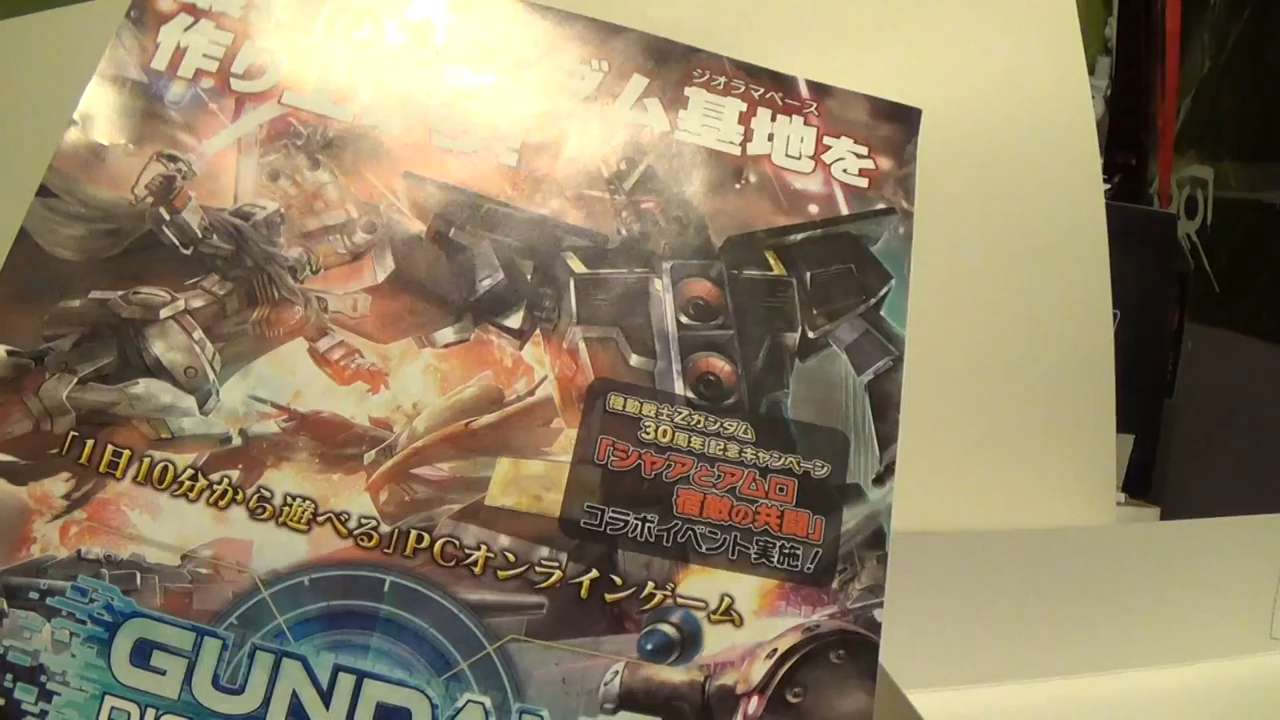 ジオラマベース
作り
ダム基地を
機動戦士Zガンダム
30周年記念キャンペーン
「シャアとアムロ
宿敵の共闘」
コラボイベント実施！
「1日10分から遊べる」PCオンラインゲーム
GUNDA